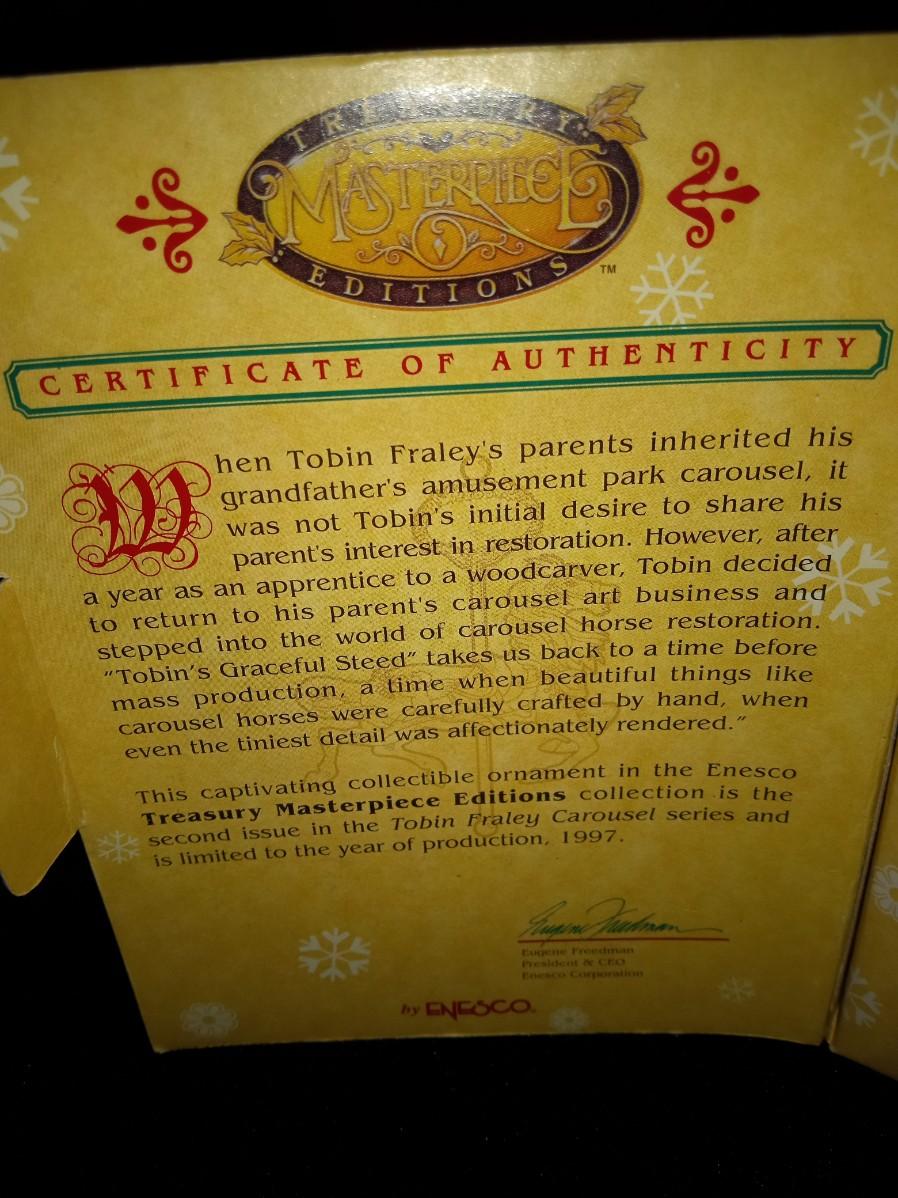 TREASURY
MASTERPIECE
EDITIONS™
CERTIFICATE OF AUTHENTICITY
When Tobin Fraley's parents inherited his
grandfather's amusement park carousel, it
was not Tobin's initial desire to share his
parent's interest in restoration. However, after
a year as an apprentice to a woodcarver, Tobin decided
to return to his parent's carousel art business and
stepped into the world of carousel horse restoration.
"Tobin's Graceful Steed" takes us back to a time before
mass production, a time when beautiful things like
carousel horses were carefully crafted by hand, when
even the tiniest detail was affectionately rendered."
This captivating collectible ornament in the Enesco
Treasury Masterpiece Editions collection is the
second issue in the Tobin Fraley Carousel series and
is limited to the year of production, 1997.
Eugene Freedman
Eugene Freedman
President & CEO
Enesco Corporation
by ENESCO